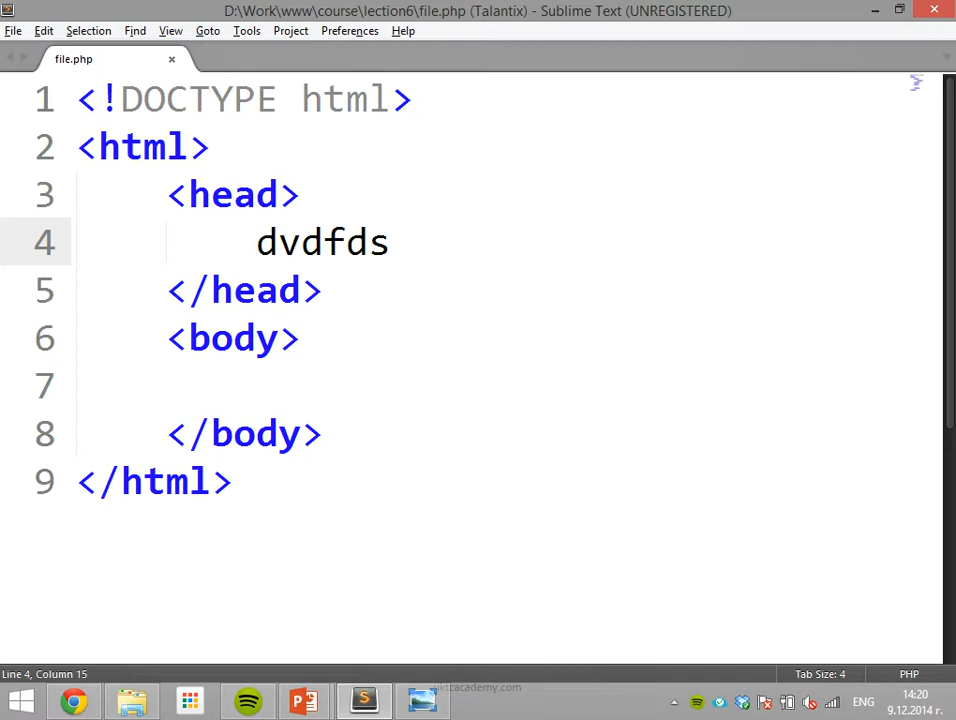 D:\Work\www\course\lection6\file.php (Talantix) - Sublime Text (UNREGISTERED)
File Edit Selection Find View Goto Tools Project Preferences Help
file.php
1 <!DOCTYPE html>
2 <html>
3 <head>
4 dvdfds
5 </head>
6 <body>
7
8 </body>
9 </html>
Line 4, Column 15 Tab Size: 4 PHP
ENG
14:20
9.12.2014 г.